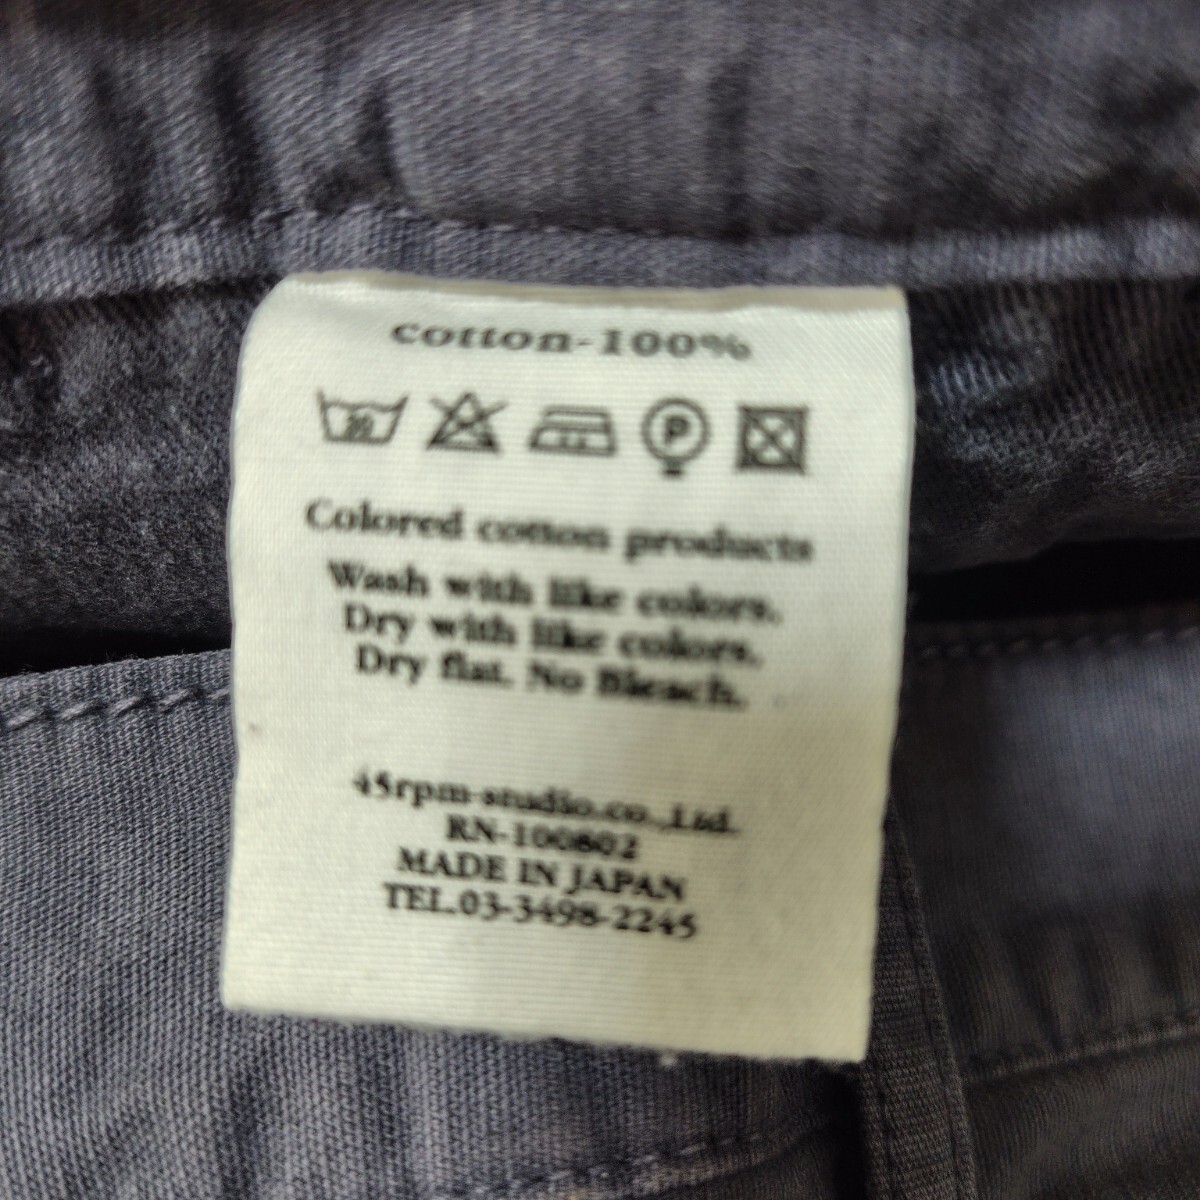 cotton-100%
30
P
Colored cotton products
Wash with like colors.
Dry with like colors.
Dry flat. No Bleach.
45rpm-studio.co.,Ltd.
RN-100802
MADE IN JAPAN
TEL.03-3498-2245